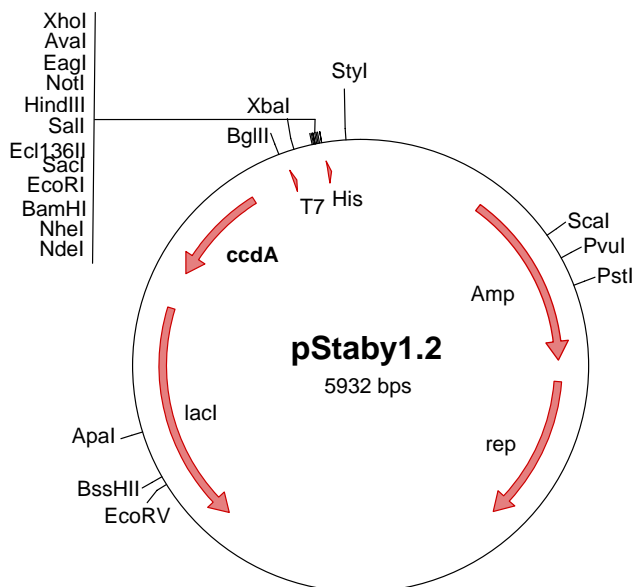 XhoI
AvaI
EagI
NotI
HindIII
SalI
Ecl136II
SacI
EcoRI
BamHI
NheI
NdeI
StyI
XbaI
BglII
T7
His
ccdA
ScaI
PvuI
PstI
Amp
pStaby1.2
5932 bps
lacI
rep
ApaI
BssHII
EcoRV